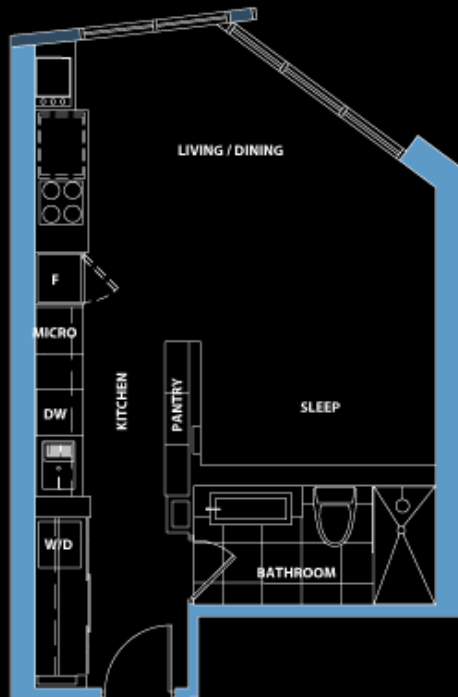 LIVING / DINING
F
MICRO
KITCHEN
PANTRY
DW
SLEEP
W/D
BATHROOM